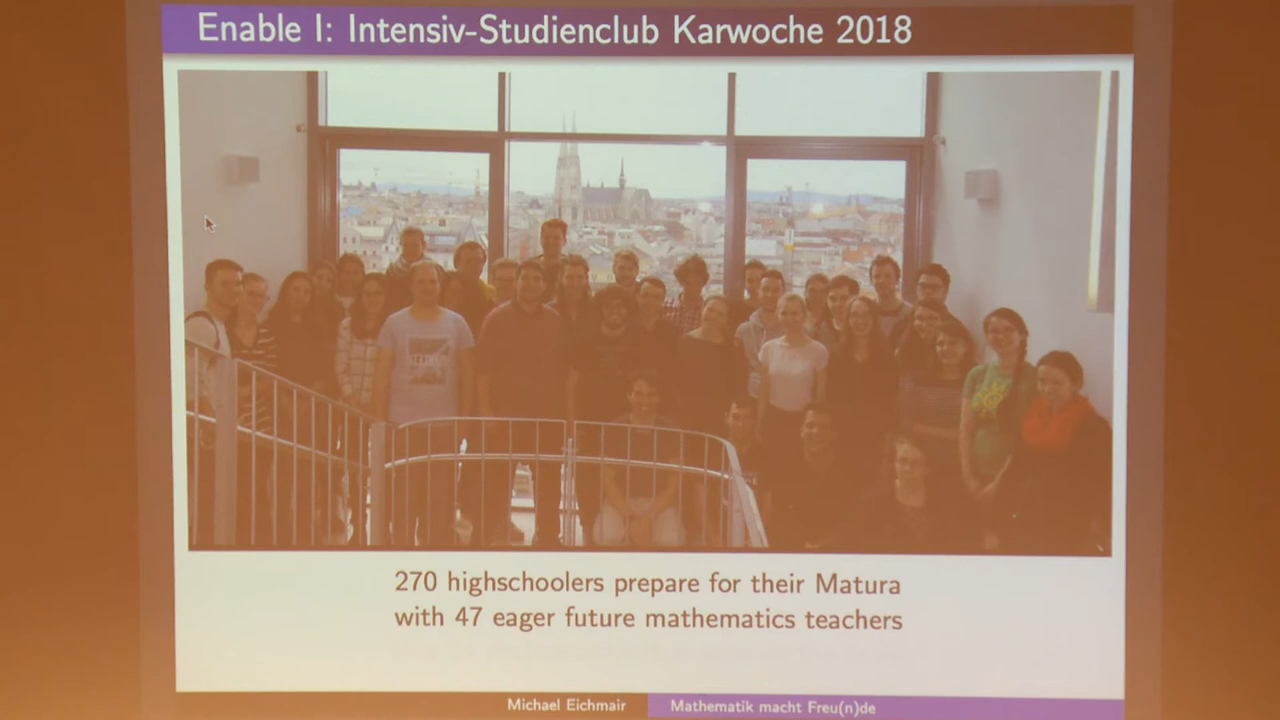 Enable I: Intensiv-Studienclub Karwoche 2018
270 highschoolers prepare for their Matura
with 47 eager future mathematics teachers
Michael Eichmair
Mathematik macht Freu(n)de